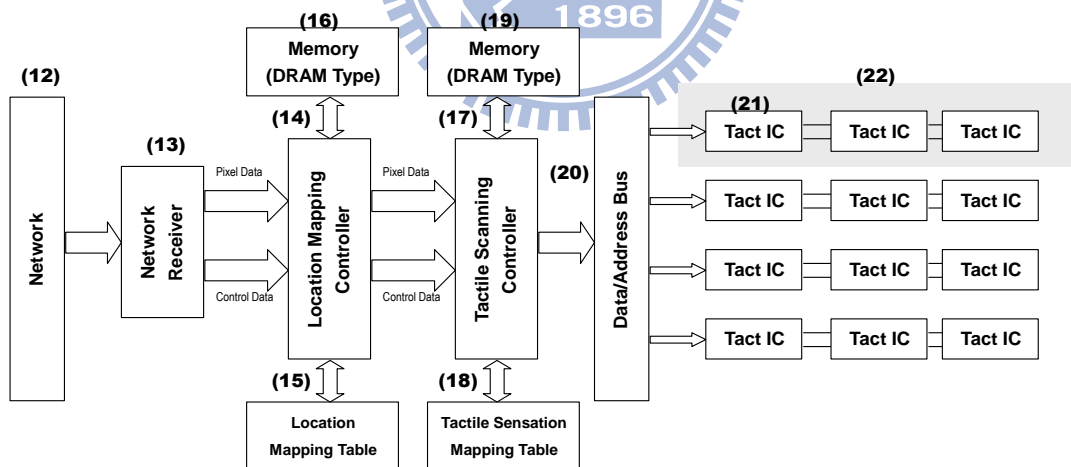 1896
(16)
Memory
(DRAM Type)
(19)
Memory
(DRAM Type)
(12)
Network
(13)
Network
Receiver
Pixel Data
Control Data
(14)
Location Mapping
Controller
Pixel Data
Control Data
(17)
Tactile Scanning
Controller
(20)
Data/Address Bus
(22)
(21)
Tact IC
Tact IC
Tact IC
Tact IC
Tact IC
Tact IC
Tact IC
Tact IC
Tact IC
Tact IC
Tact IC
Tact IC
(15)
Location
Mapping Table
(18)
Tactile Sensation
Mapping Table